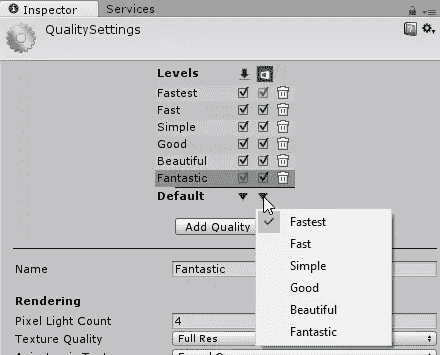 Inspector Services
QualitySettings
Levels
Fastest
Fast
Simple
Good
Beautiful
Fantastic
Default
Add Quality
Fastest
Fast
Simple
Good
Beautiful
Fantastic
Name Fantastic
Rendering
Pixel Light Count 4
Texture Quality Full Res